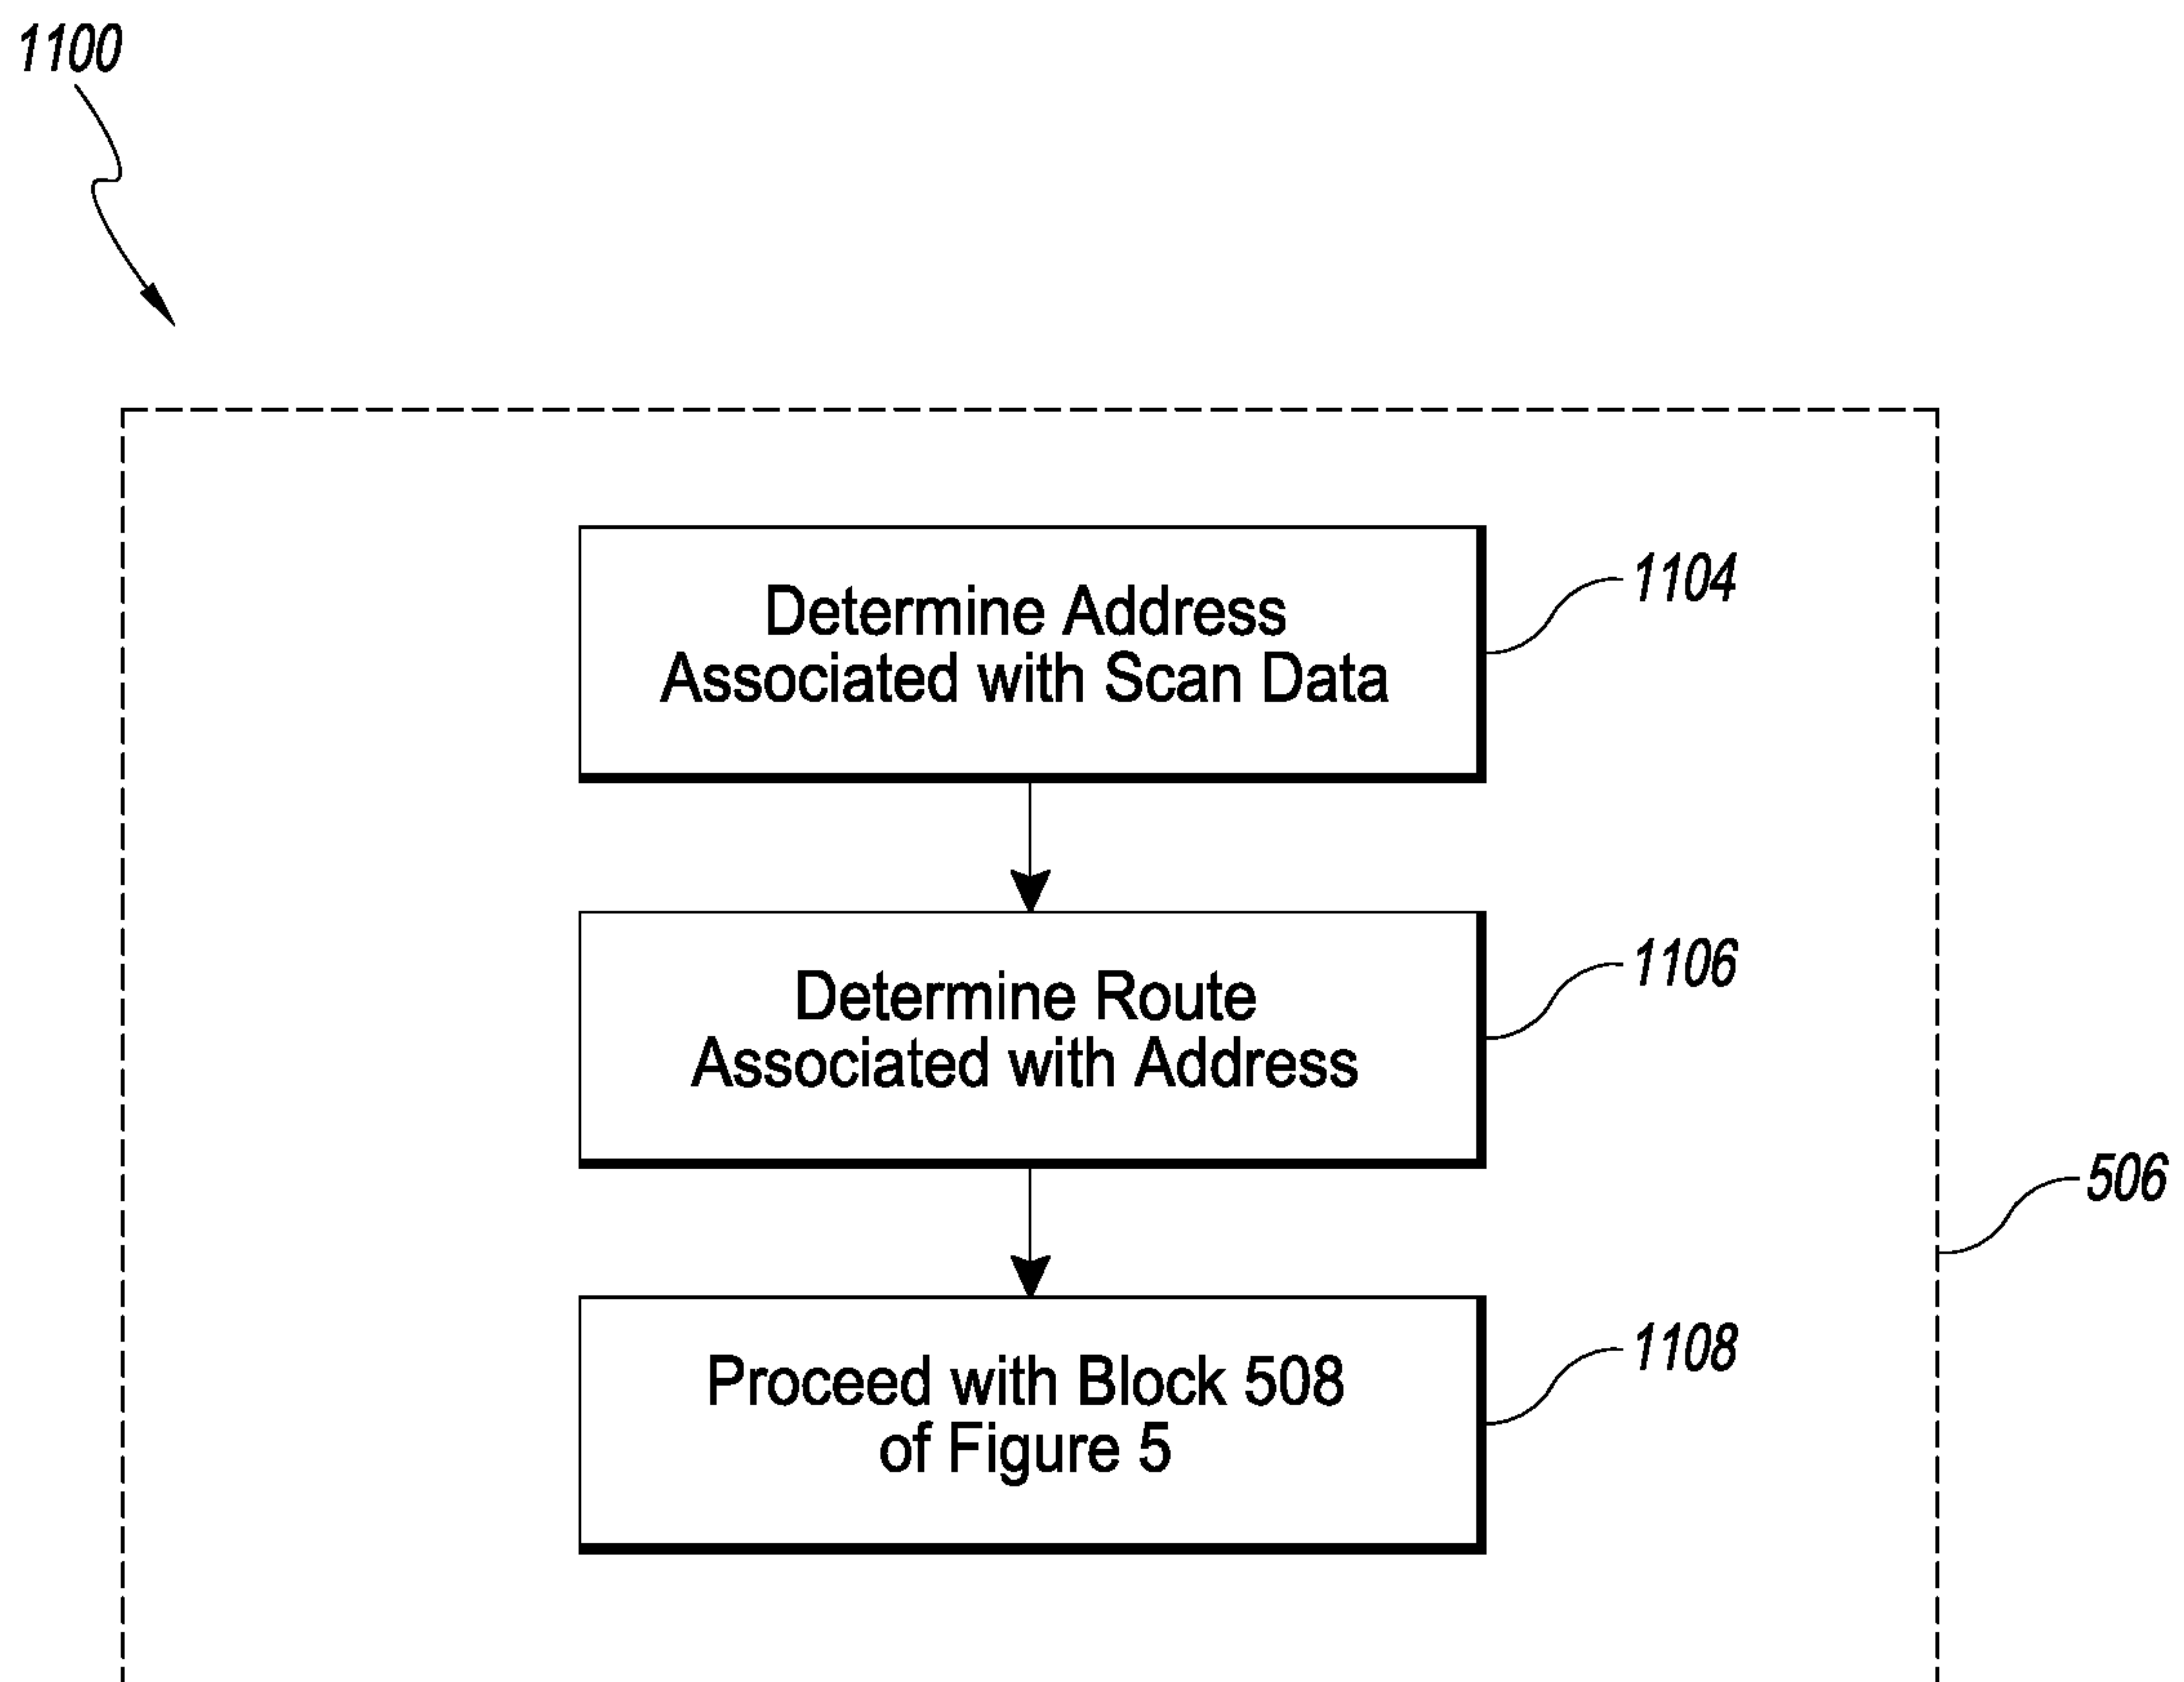 1100
Determine Address
Associated with Scan Data
1104
Determine Route
Associated with Address
1106
506
Proceed with Block 508
of Figure 5
1108